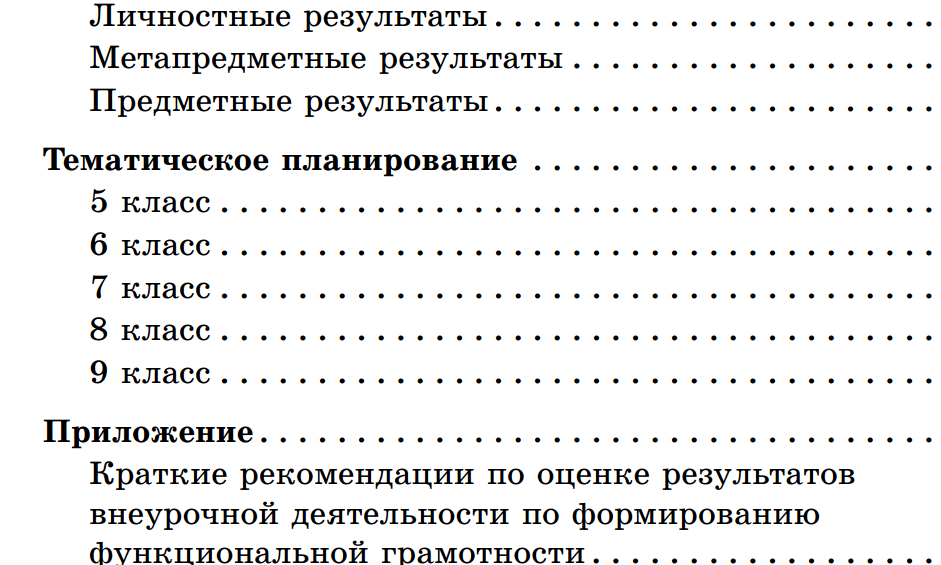 Личностные результаты . . . . . . . . . . . . . . . . . . . . . . .
Метапредметные результаты . . . . . . . . . . . . . . . . . . .
Предметные результаты . . . . . . . . . . . . . . . . . . . . . . .
Тематическое планирование . . . . . . . . . . . . . . . . . . . . .
5 класс . . . . . . . . . . . . . . . . . . . . . . . . . . . . . . . . . . . . .
6 класс . . . . . . . . . . . . . . . . . . . . . . . . . . . . . . . . . . . . .
7 класс . . . . . . . . . . . . . . . . . . . . . . . . . . . . . . . . . . . . .
8 класс . . . . . . . . . . . . . . . . . . . . . . . . . . . . . . . . . . . . .
9 класс . . . . . . . . . . . . . . . . . . . . . . . . . . . . . . . . . . . . .
Приложение . . . . . . . . . . . . . . . . . . . . . . . . . . . . . . . . . . .
Краткие рекомендации по оценке результатов
внеурочной деятельности по формированию
функциональной грамотности . . . . . . . . . . . . . . . . . .